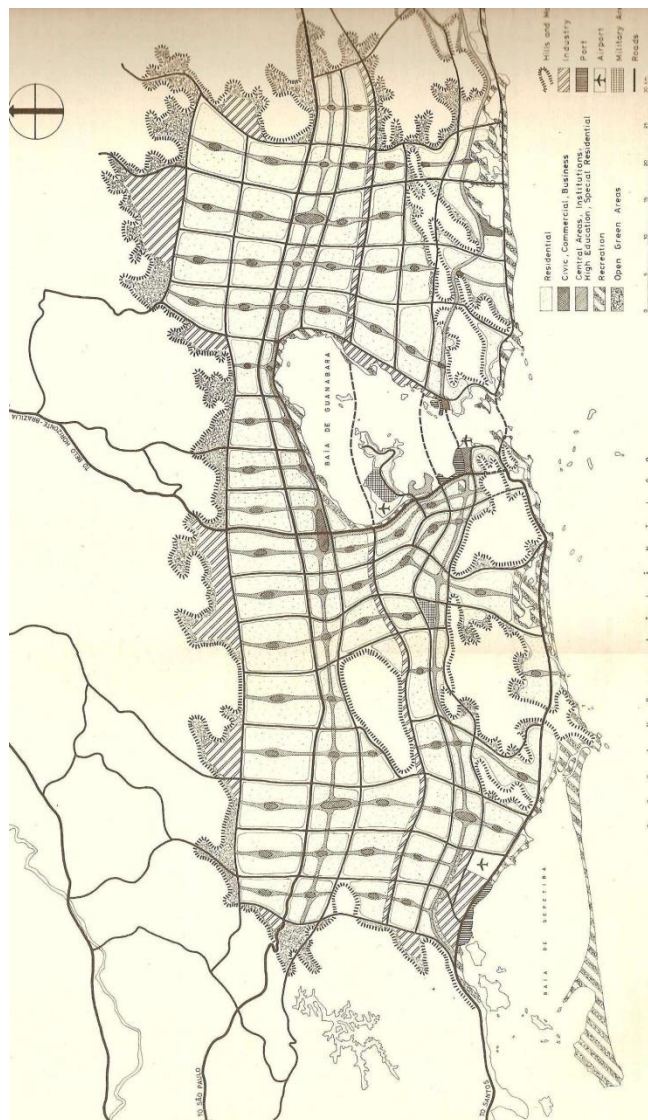 Hills and
Industry
Port
Airport
Military
Roads
Residential
Civic, Commercial, Business
Central Areas, Institutions,
High Education, Special Residential
Recreation
Open Green Areas
TO BELO HORIZONTE-BRAZILIA
BAÍA DE GUANABARA
BAÍA DE SEPETIBA
TO SÃO PAULO
SANTOS